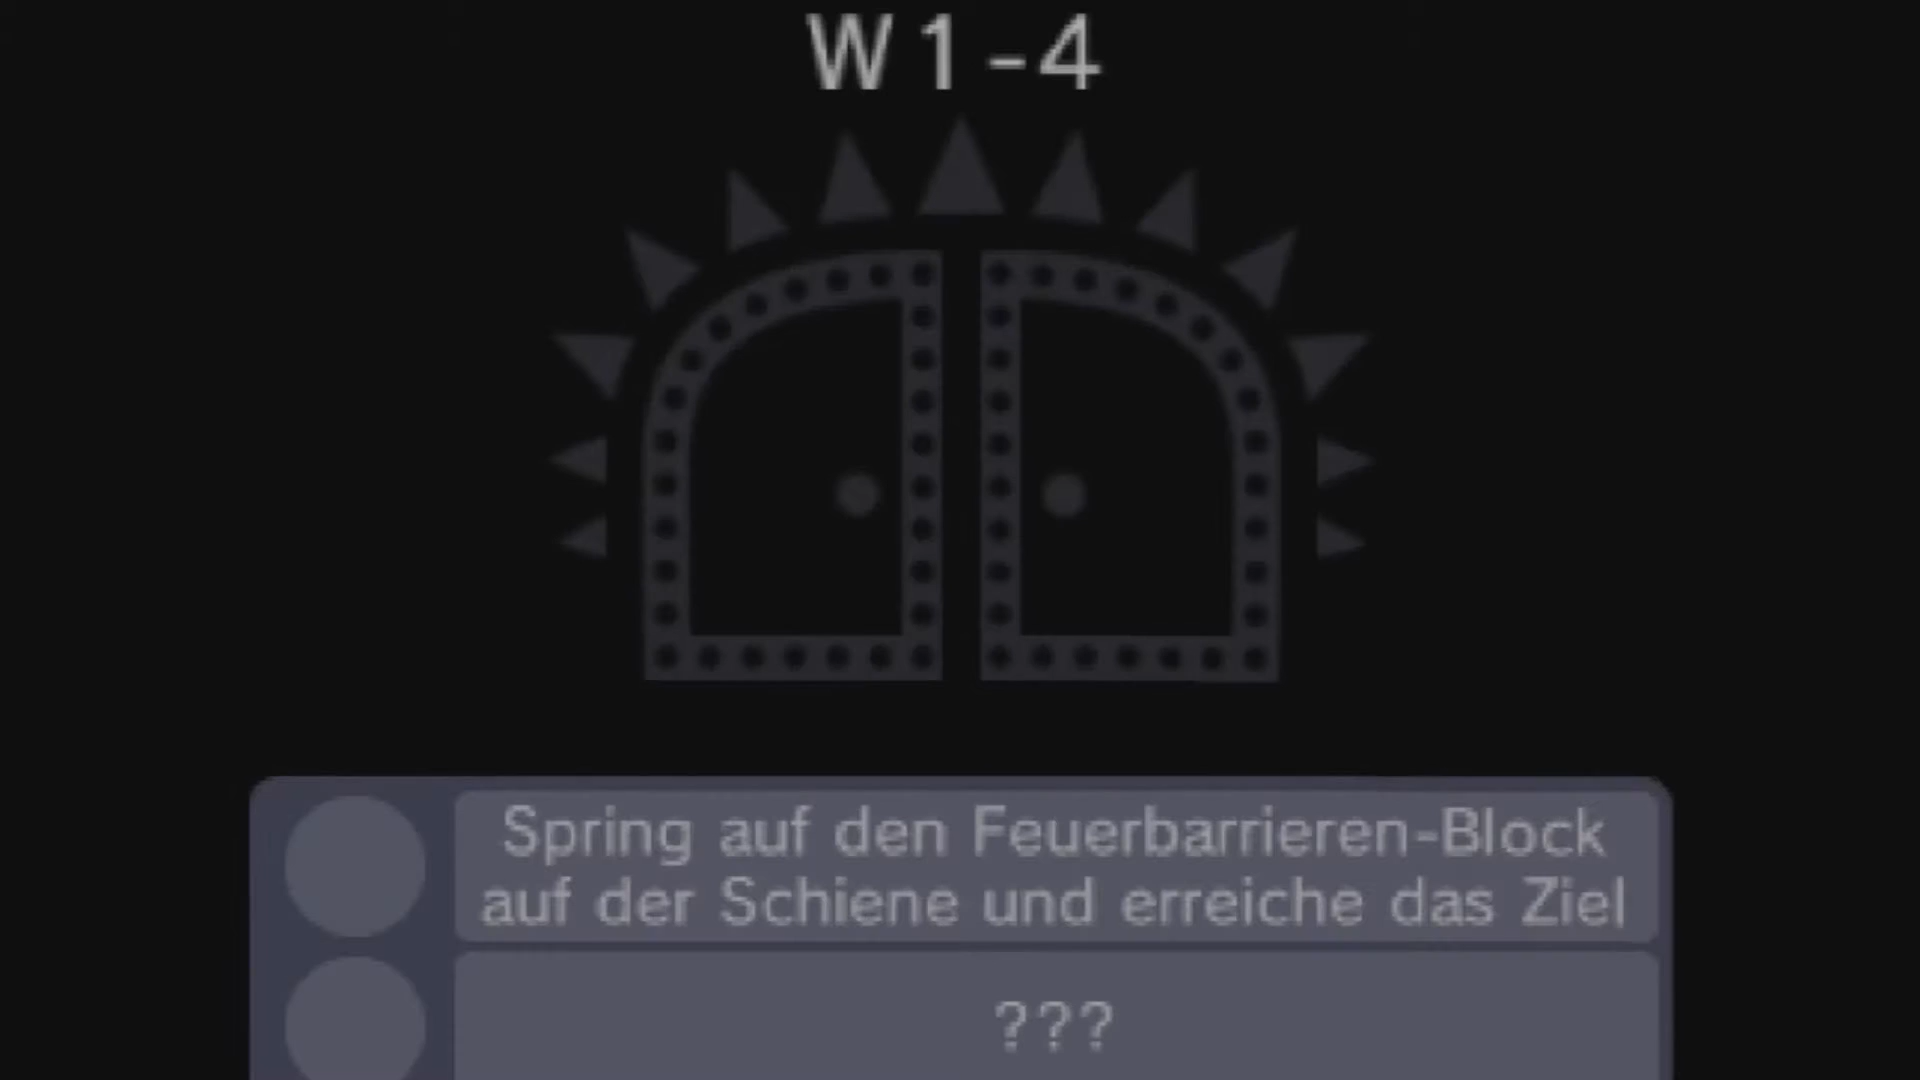 W1-4
Spring auf den Feuerbarrieren-Block
auf der Schiene und erreiche das Ziel
???